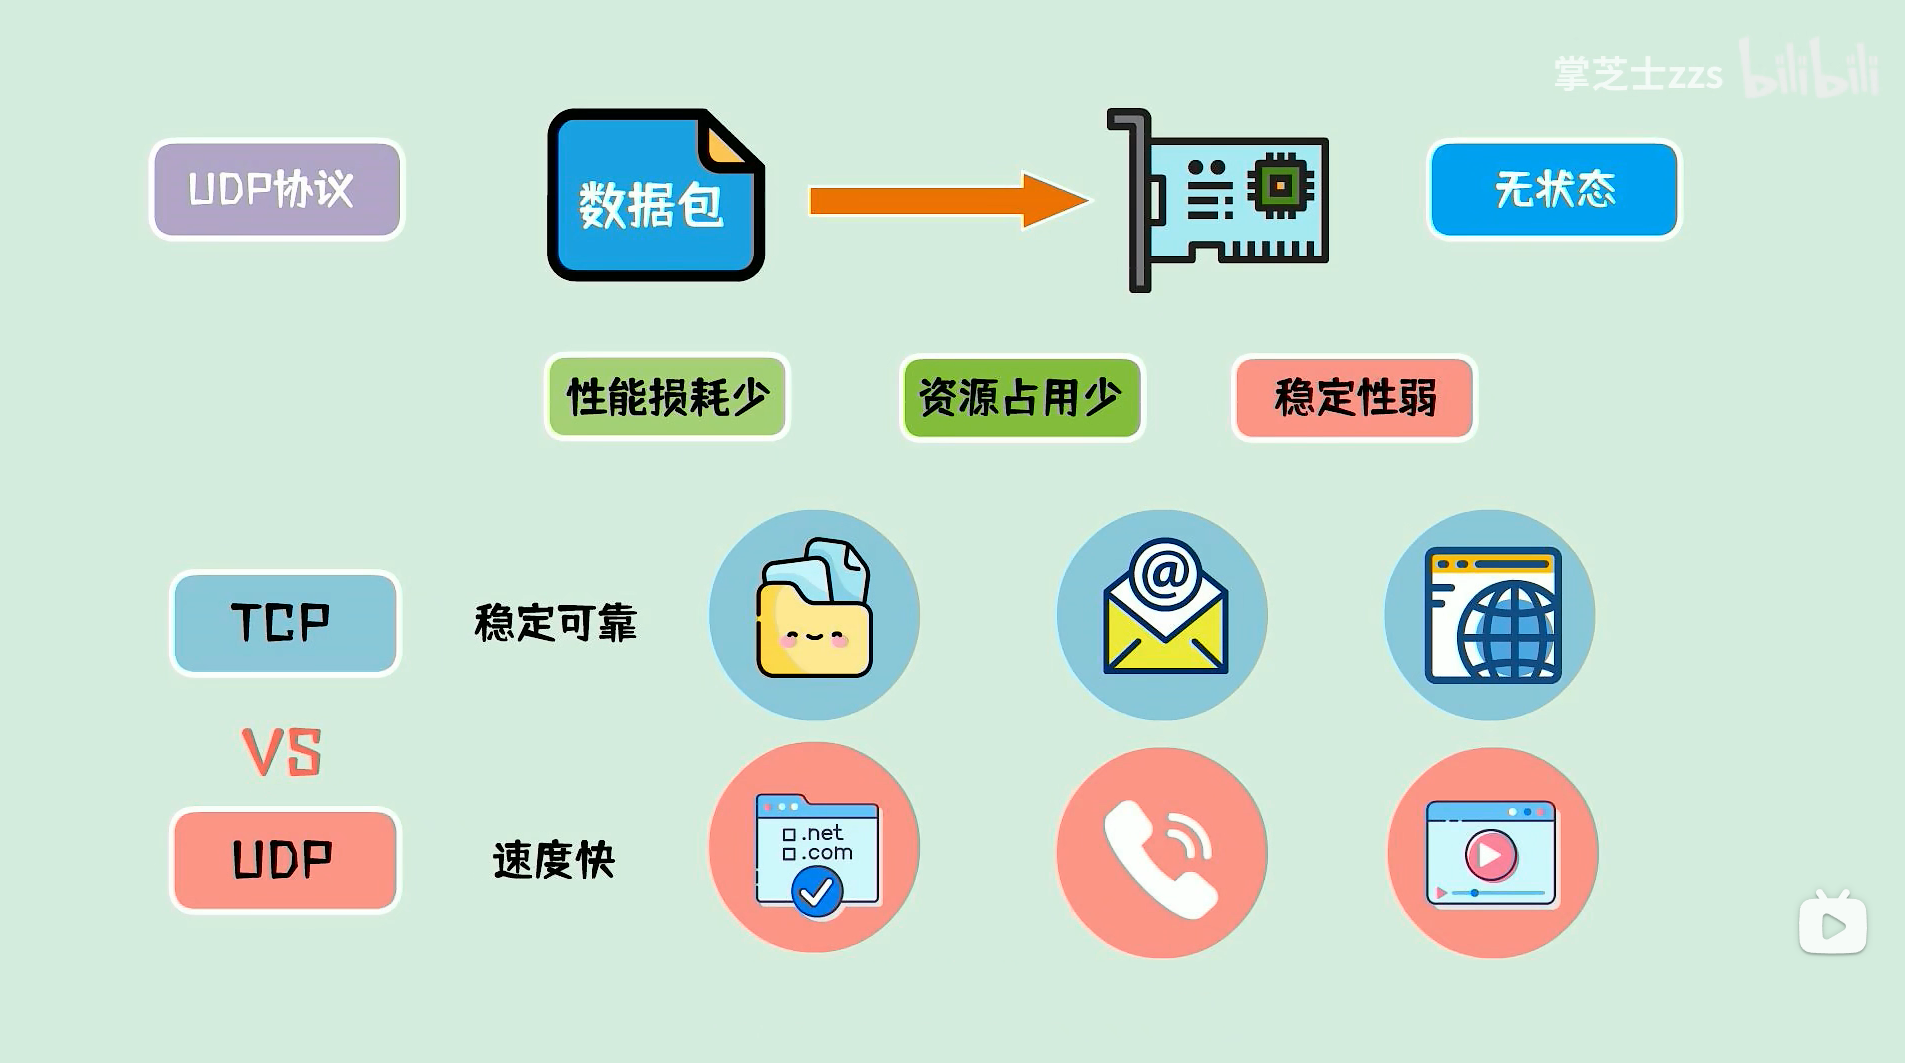 掌芝士zzs bilibili
UDP协议
数据包
无状态
性能损耗少
资源占用少
稳定性弱
TCP
稳定可靠
@
VS
UDP
速度快
.net
.com